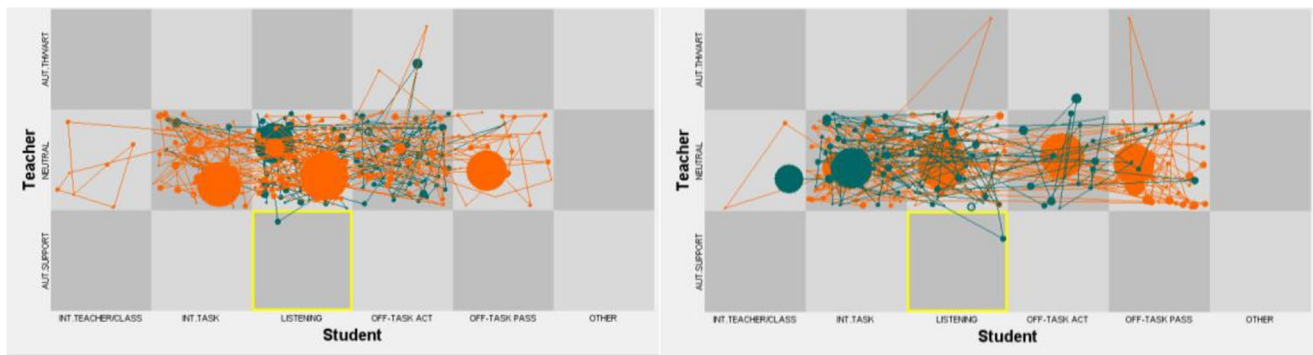 AUT.THWART
NEUTRAL
AUT.SUPPORT
Teacher
INT.TEACHER/CLASS INT.TASK LISTENING OFF-TASK ACT OFF-TASK PASS OTHER
Student
AUT.THWART
NEUTRAL
AUT.SUPPORT
Teacher
INT.TEACHER/CLASS INT.TASK LISTENING OFF-TASK ACT OFF-TASK PASS OTHER
Student